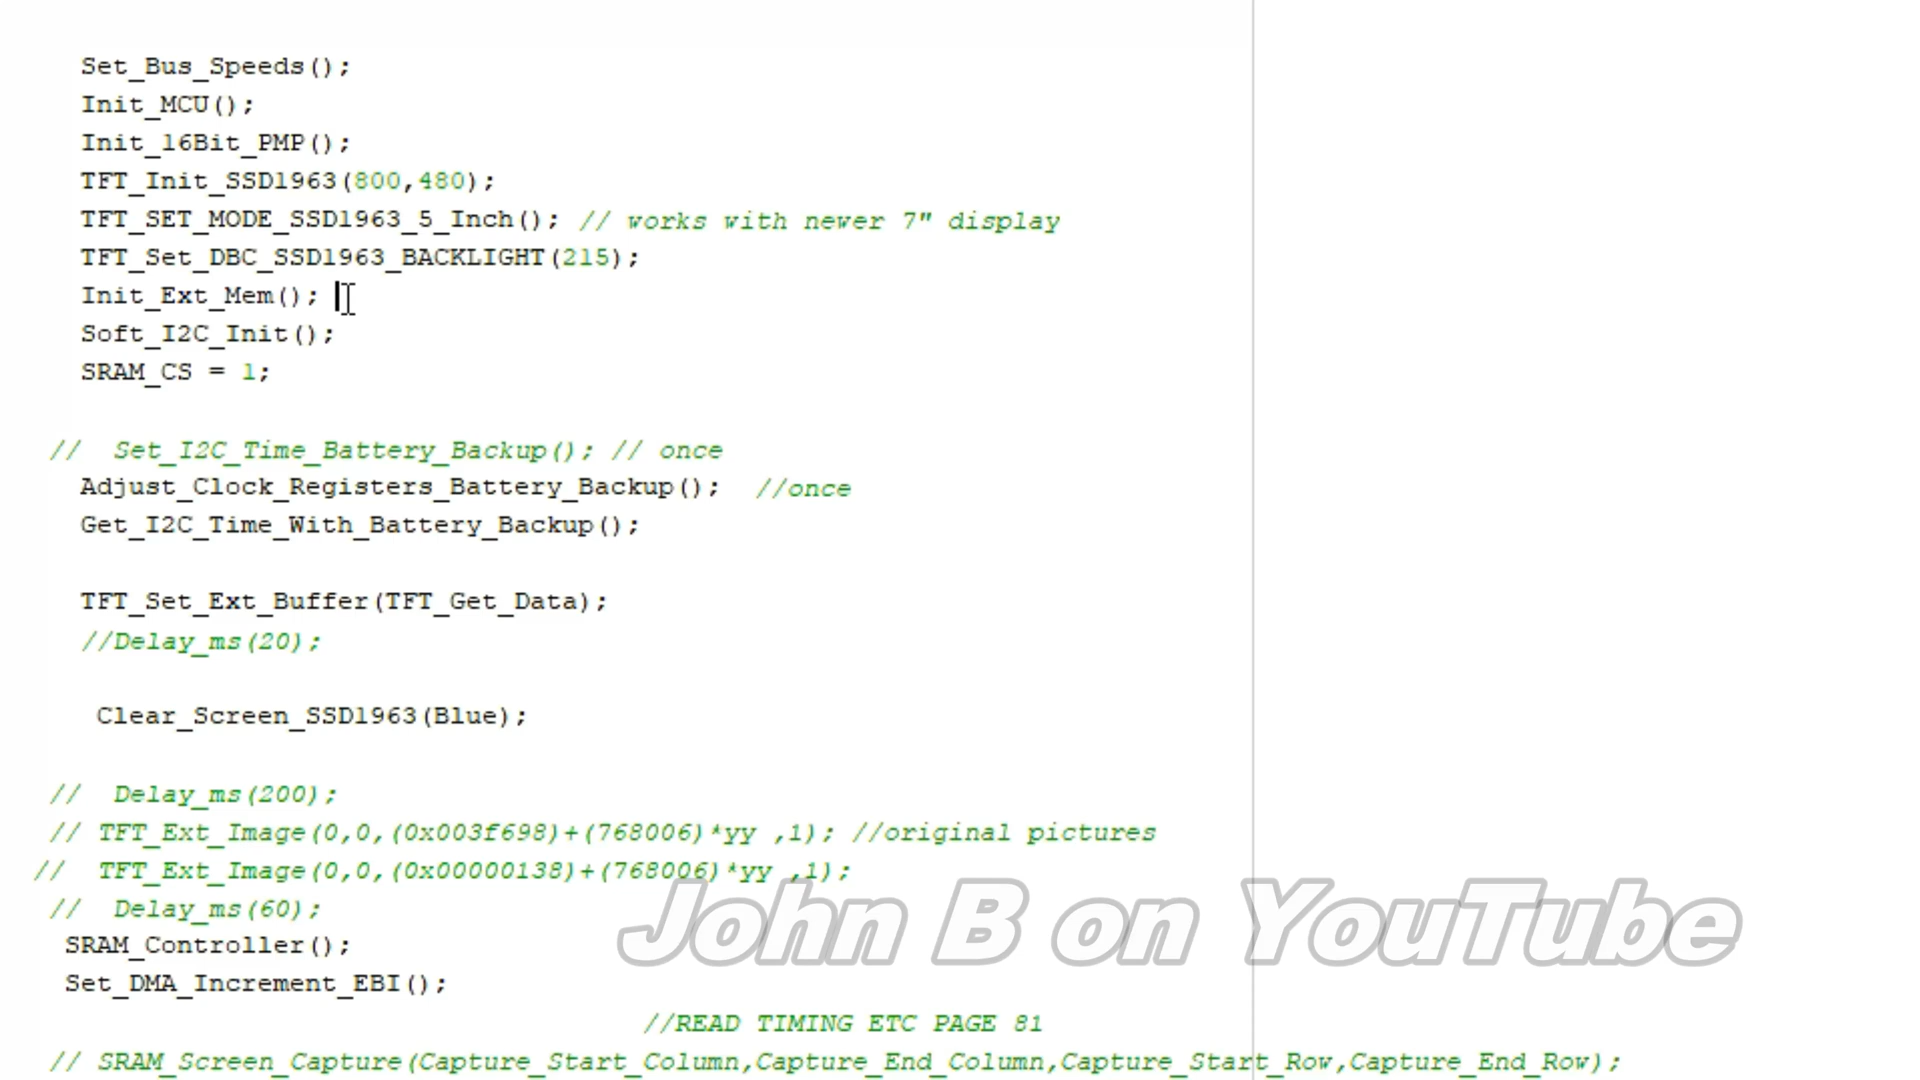 Set_Bus_Speeds();
Init_MCU();
Init_16Bit_PMP();
TFT_Init_SSD1963(800,480);
TFT_SET_MODE_SSD1963_5_Inch(); // works with newer 7" display
TFT_Set_DBC_SSD1963_BACKLIGHT(215);
Init_Ext_Mem();
Soft_I2C_Init();
SRAM_CS = 1;
//  Set_I2C_Time_Battery_Backup(); // once
Adjust_Clock_Registers_Battery_Backup();  //once
Get_I2C_Time_With_Battery_Backup();
TFT_Set_Ext_Buffer(TFT_Get_Data);
//Delay_ms(20);
Clear_Screen_SSD1963(Blue);
//  Delay_ms(200);
// TFT_Ext_Image(0,0,(0x003f698)+(768006)*yy ,1); //original pictures
//  TFT_Ext_Image(0,0,(0x00000138)+(768006)*yy ,1);
//  Delay_ms(60);
John B on YouTube
SRAM_Controller();
Set_DMA_Increment_EBI();
//READ TIMING ETC PAGE 81
// SRAM_Screen_Capture(Capture_Start_Column,Capture_End_Column,Capture_Start_Row,Capture_End_Row);